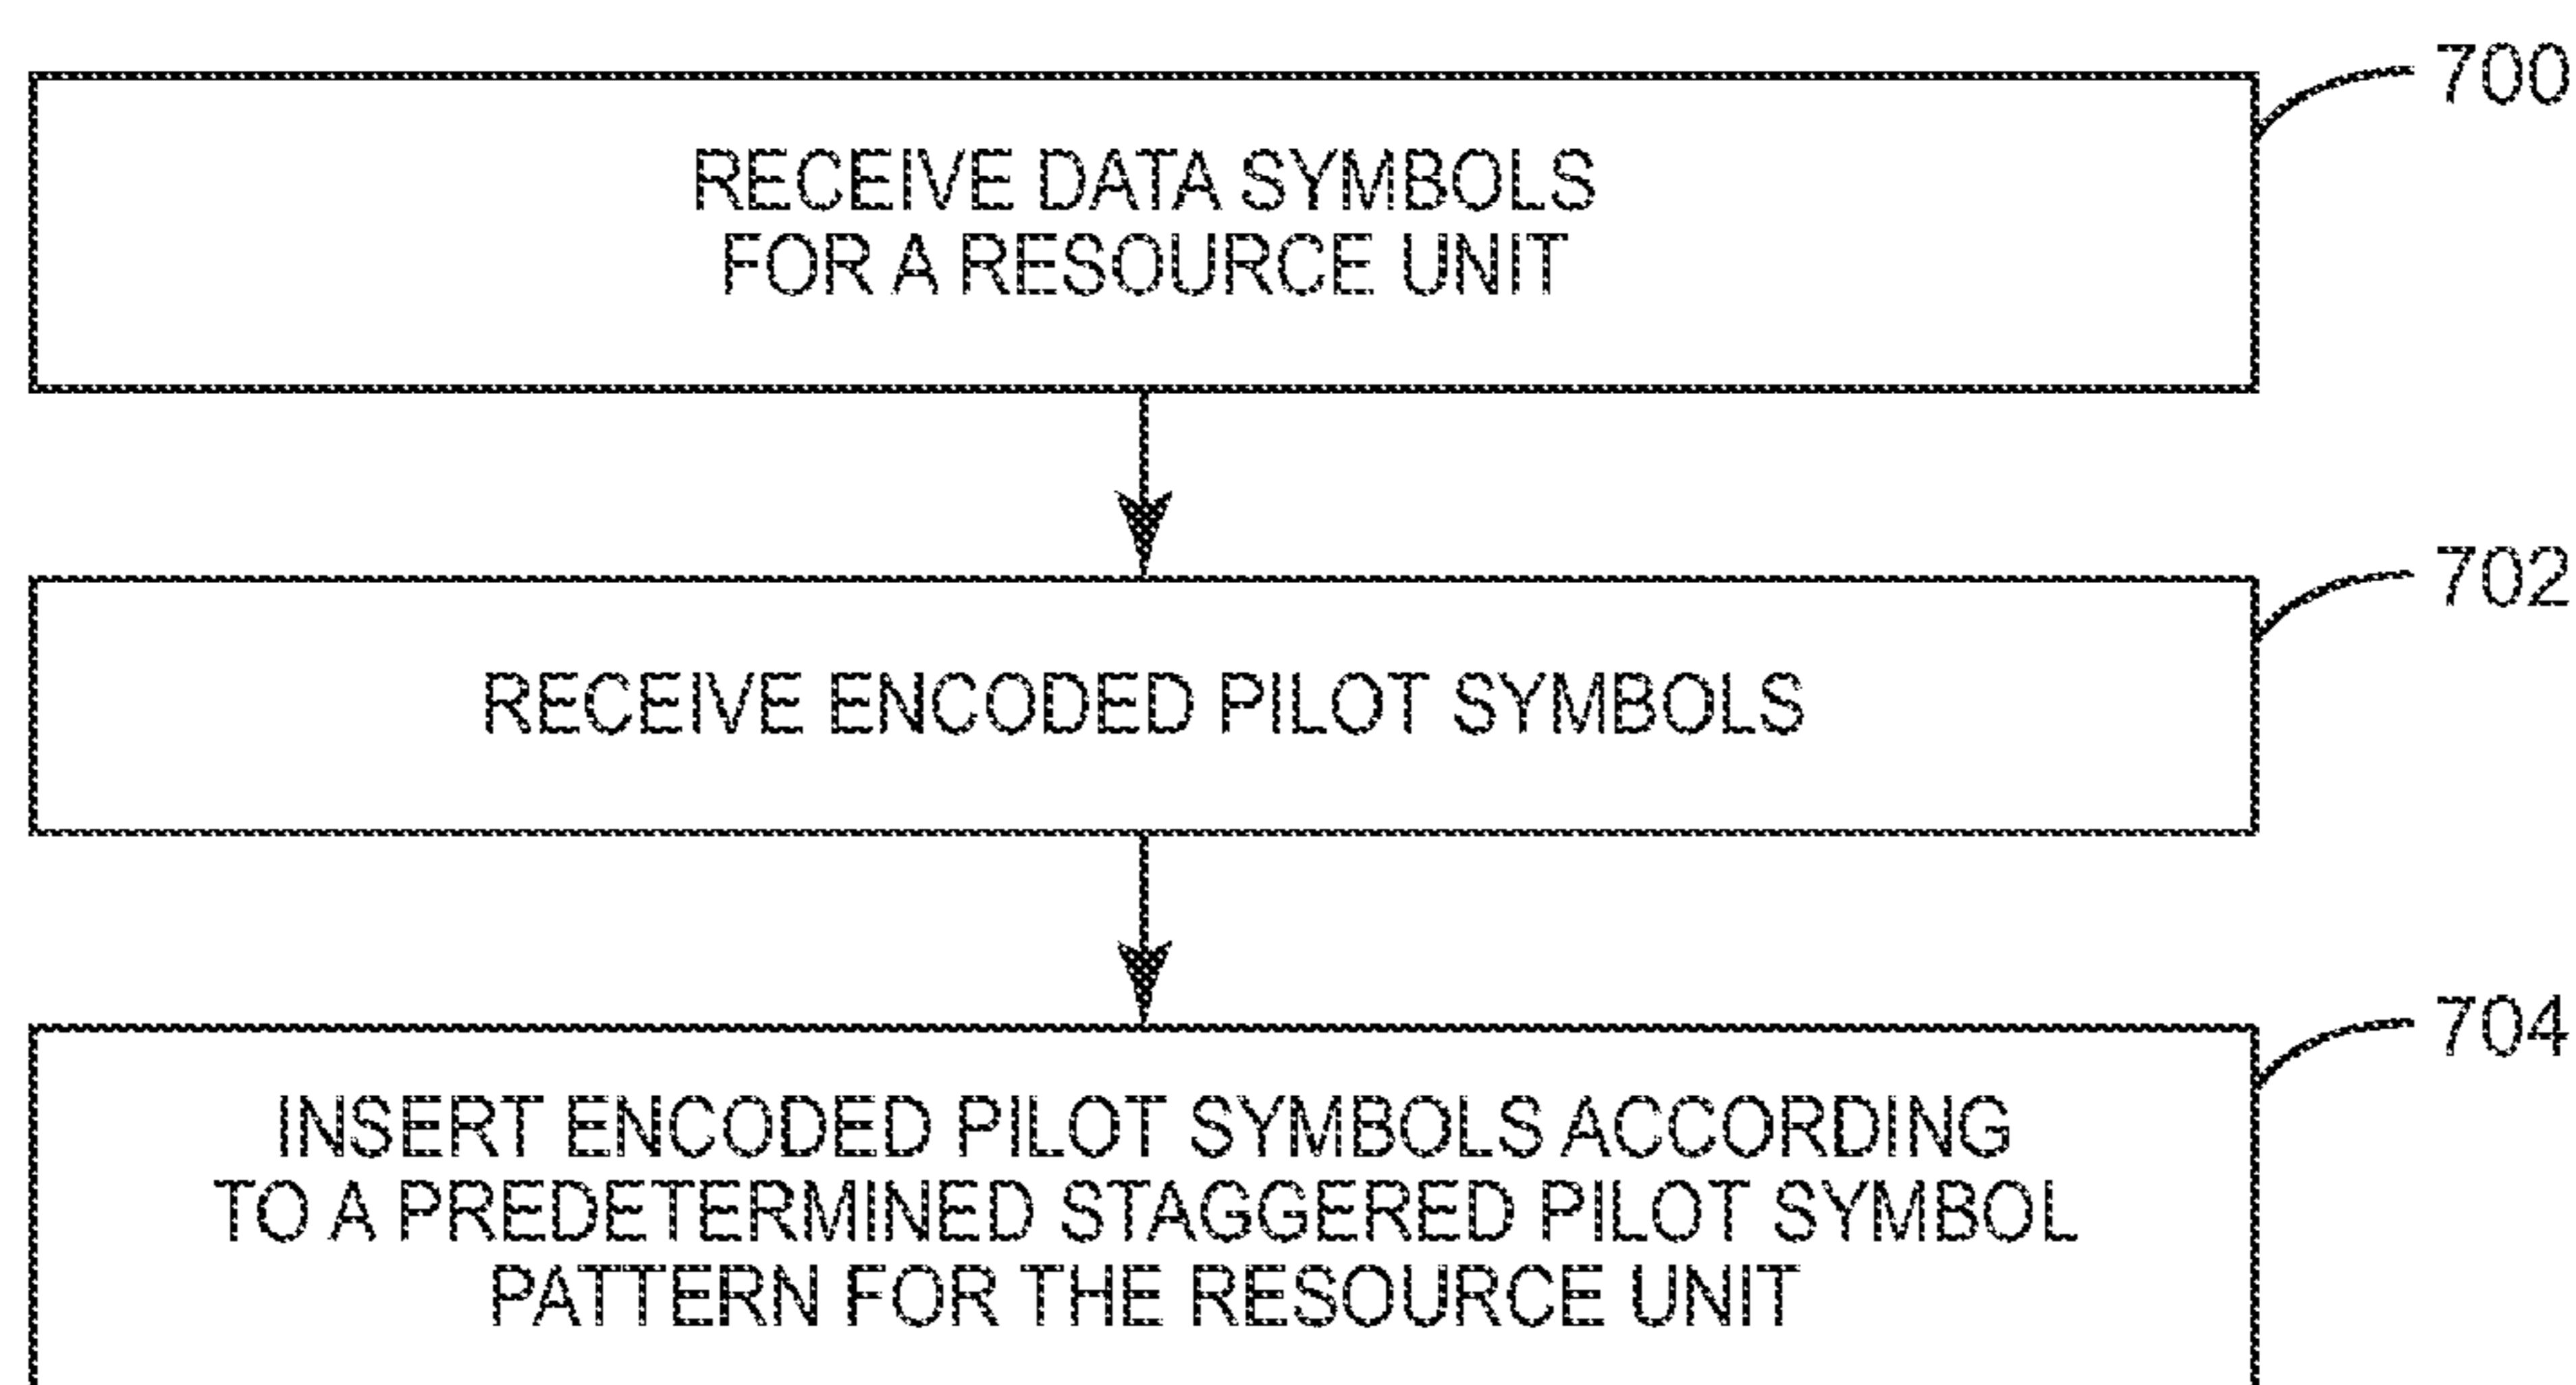 700
RECEIVE DATA SYMBOLS
FOR A RESOURCE UNIT
702
RECEIVE ENCODED PILOT SYMBOLS
704
INSERT ENCODED PILOT SYMBOLS ACCORDING
TO A PREDETERMINED STAGGERED PILOT SYMBOL
PATTERN FOR THE RESOURCE UNIT